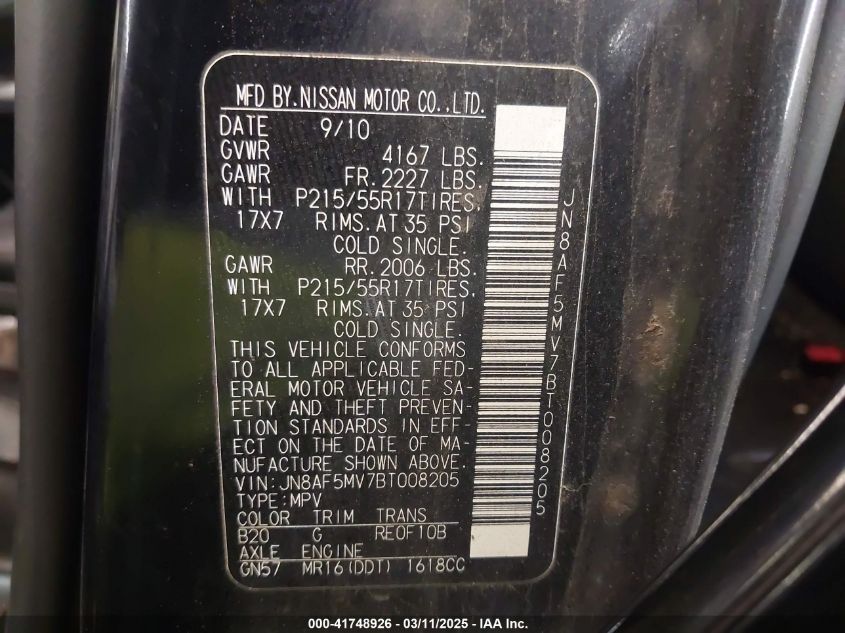 MFD BY.NISSAN MOTOR CO.,LTD.
DATE 9/10
GVWR 4167 LBS.
GAWR FR.2227 LBS.
WITH P215/55R17TIRES,
17X7 RIMS.AT 35 PSI
COLD SINGLE.
GAWR RR.2006 LBS.
WITH P215/55R17TIRES,
17X7 RIMS.AT 35 PSI
COLD SINGLE.
THIS VEHICLE CONFORMS
TO ALL APPLICABLE FED-
ERAL MOTOR VEHICLE SA-
FETY AND THEFT PREVEN-
TION STANDARDS IN EFF-
ECT ON THE DATE OF MA-
NUFACTURE SHOWN ABOVE.
VIN:JN8AF5MV7BT008205
TYPE:MPV
COLOR TRIM TRANS
B20 G REOF10B
AXLE ENGINE
GN57 MR16(DDT) 1618CC
JN8AF5MV7BT008205
000-41748926 - 03/11/2025 - IAA Inc.